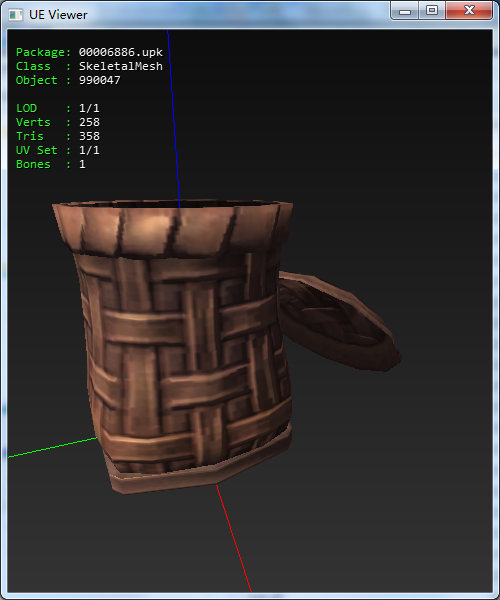 UE Viewer
Package: 00006886.upk
Class : SkeletalMesh
Object : 990047
LOD : 1/1
Verts : 258
Tris : 358
UV Set : 1/1
Bones : 1